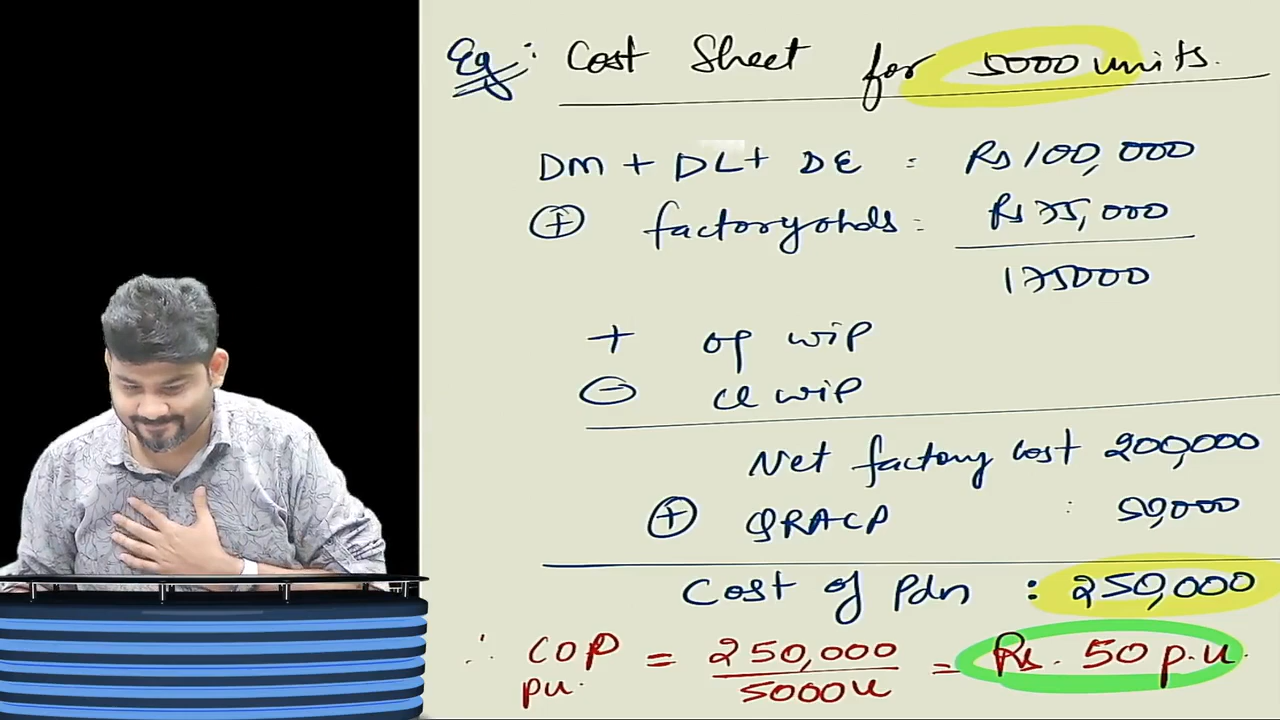 Eg: Cost Sheet for 5000 units.
DM + DL + DE : Rs 100,000
+ factory ohds : Rs 75,000
175000
+ op wip
- cl wip
Net factory cost 200,000
+ QRACP : 50,000
Cost of Pdn : 250,000
∴ COP pu. = 250,000 / 5000u = Rs. 50 p.u.